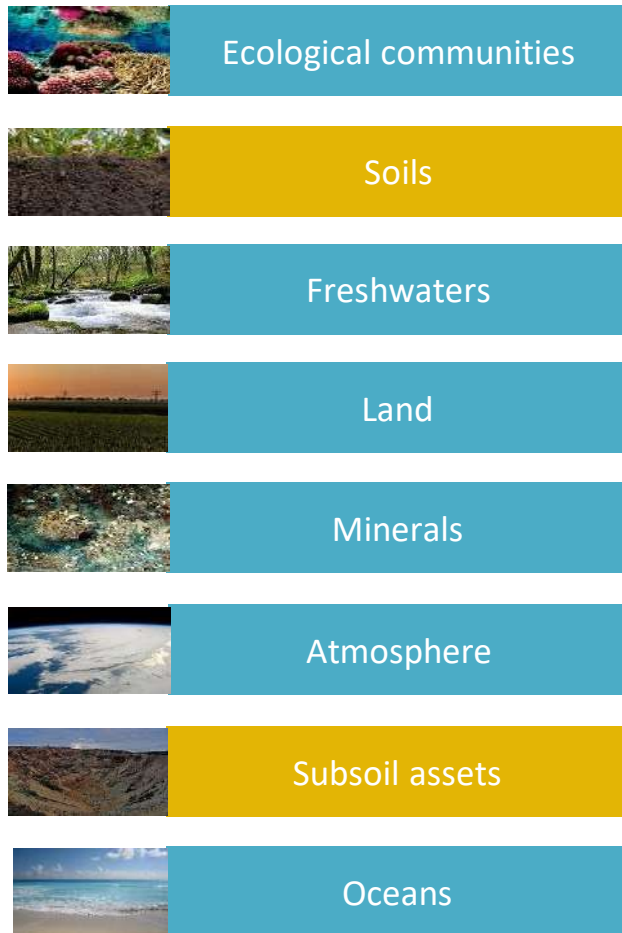 Ecological communities
Soils
Freshwaters
Land
Minerals
Atmosphere
Subsoil assets
Oceans